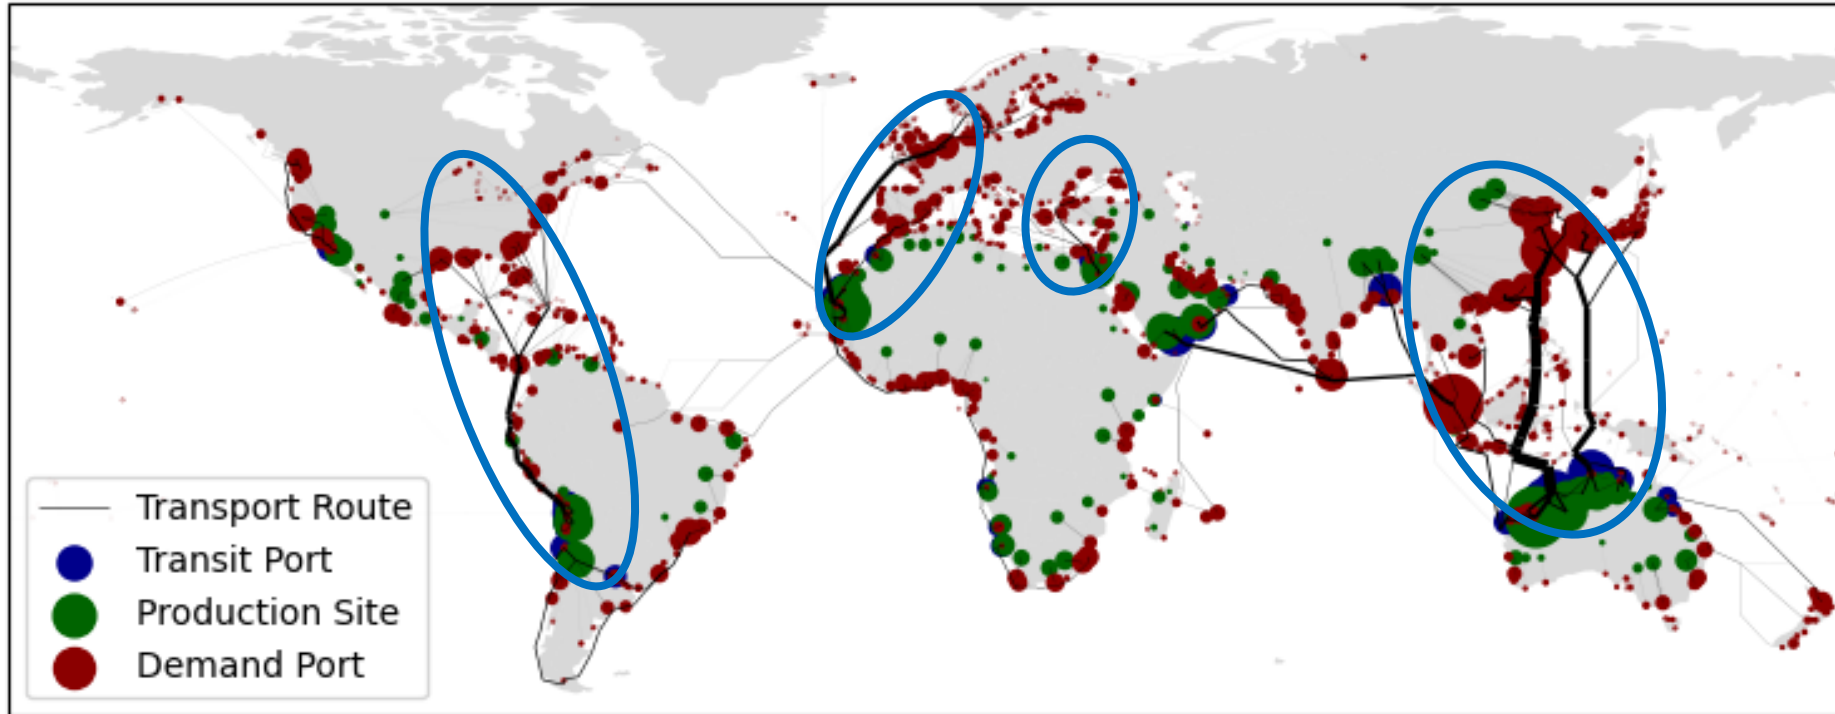 Transport Route
Transit Port
Production Site
Demand Port